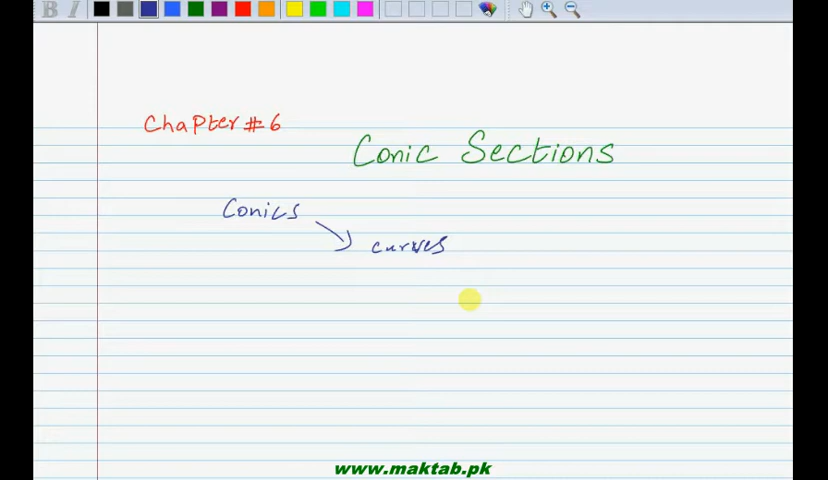 B I
Chapter # 6
Conic Sections
Conics
curves
www.maktab.pk